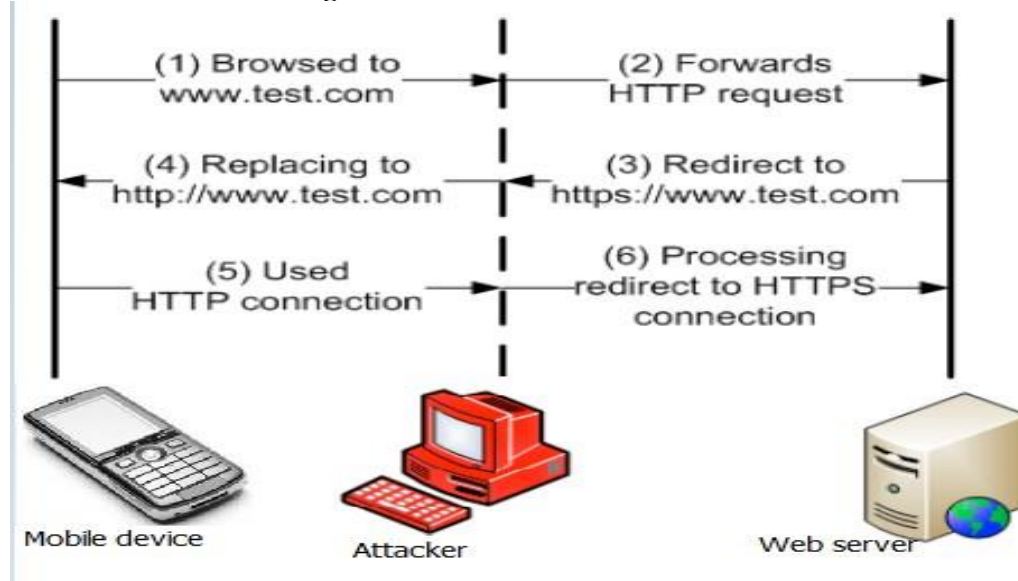 (1) Browsed to
www.test.com
(2) Forwards
HTTP request
(4) Replacing to
http://www.test.com
(3) Redirect to
https://www.test.com
(5) Used
HTTP connection
(6) Processing
redirect to HTTPS
connection
Mobile device
Attacker
Web server